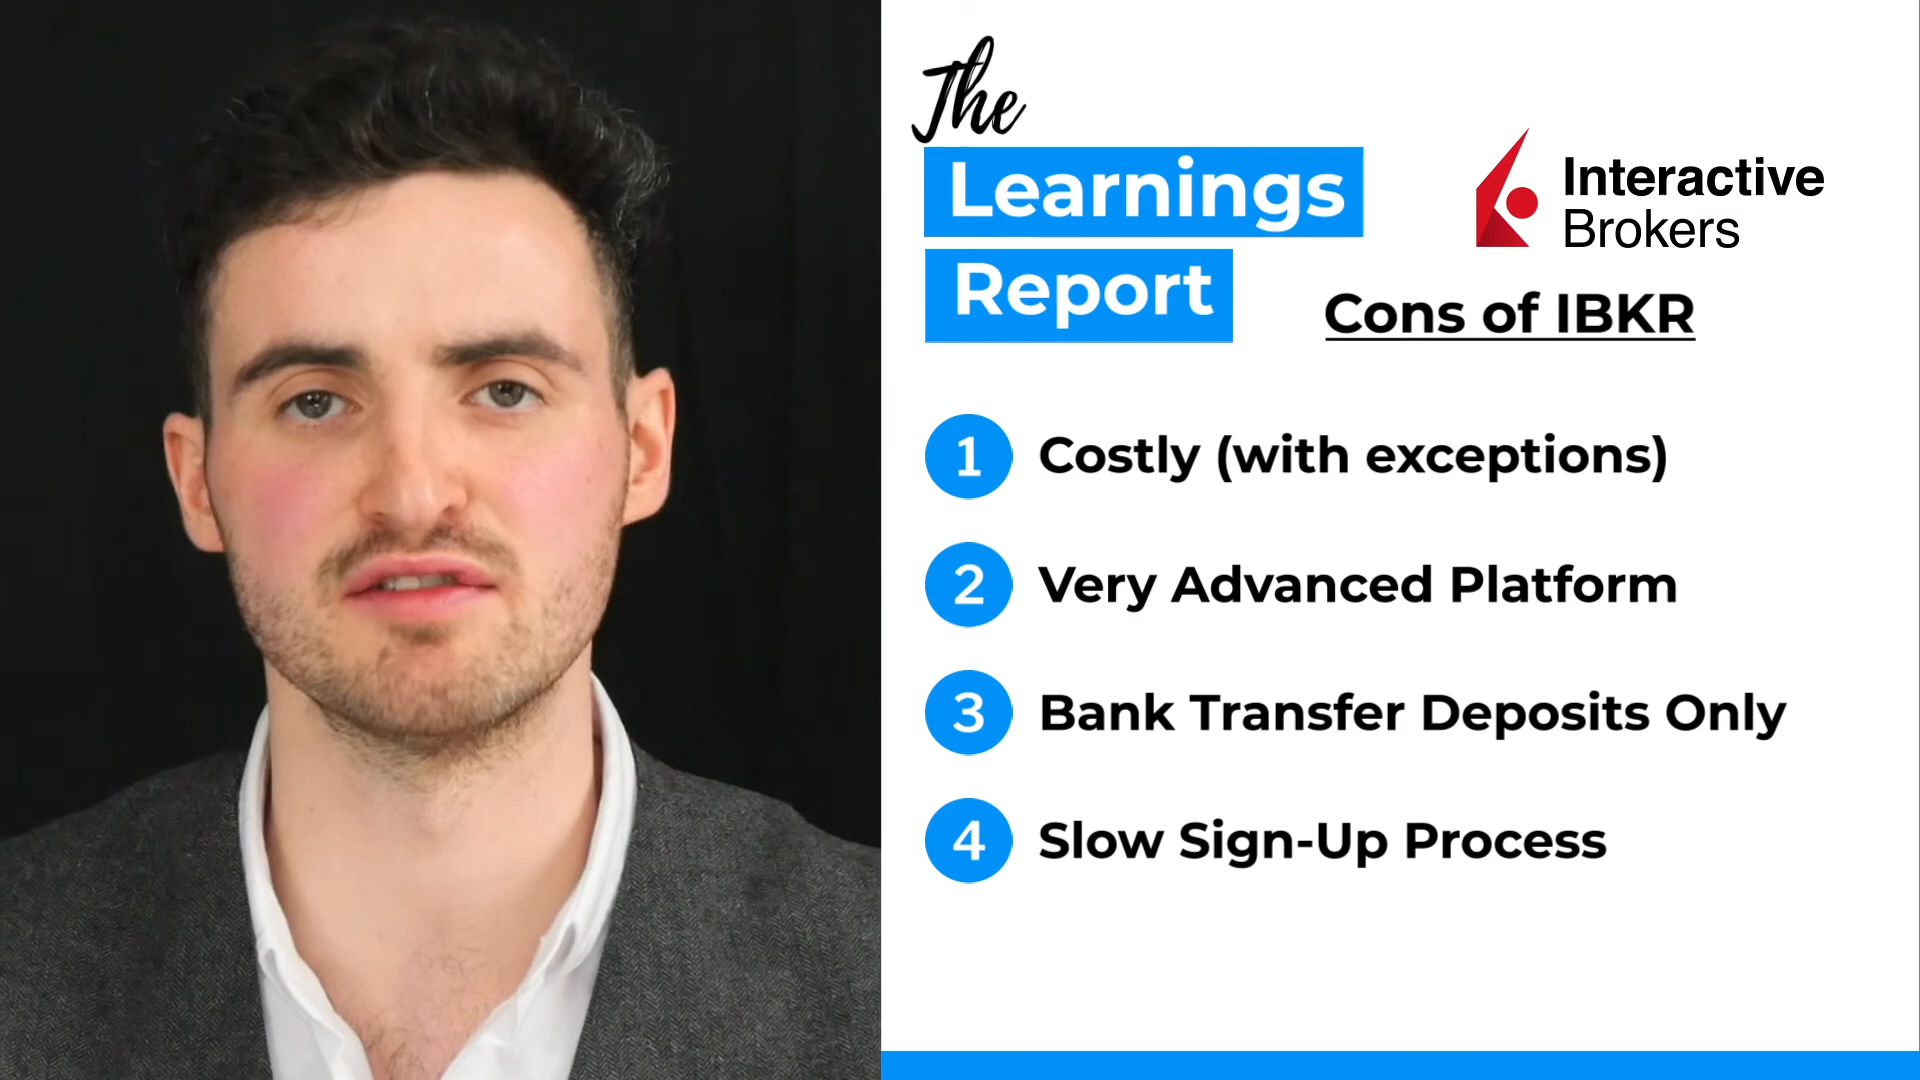 The
Learnings
Report
Interactive
Brokers
Cons of IBKR
1 Costly (with exceptions)
2 Very Advanced Platform
3 Bank Transfer Deposits Only
4 Slow Sign-Up Process